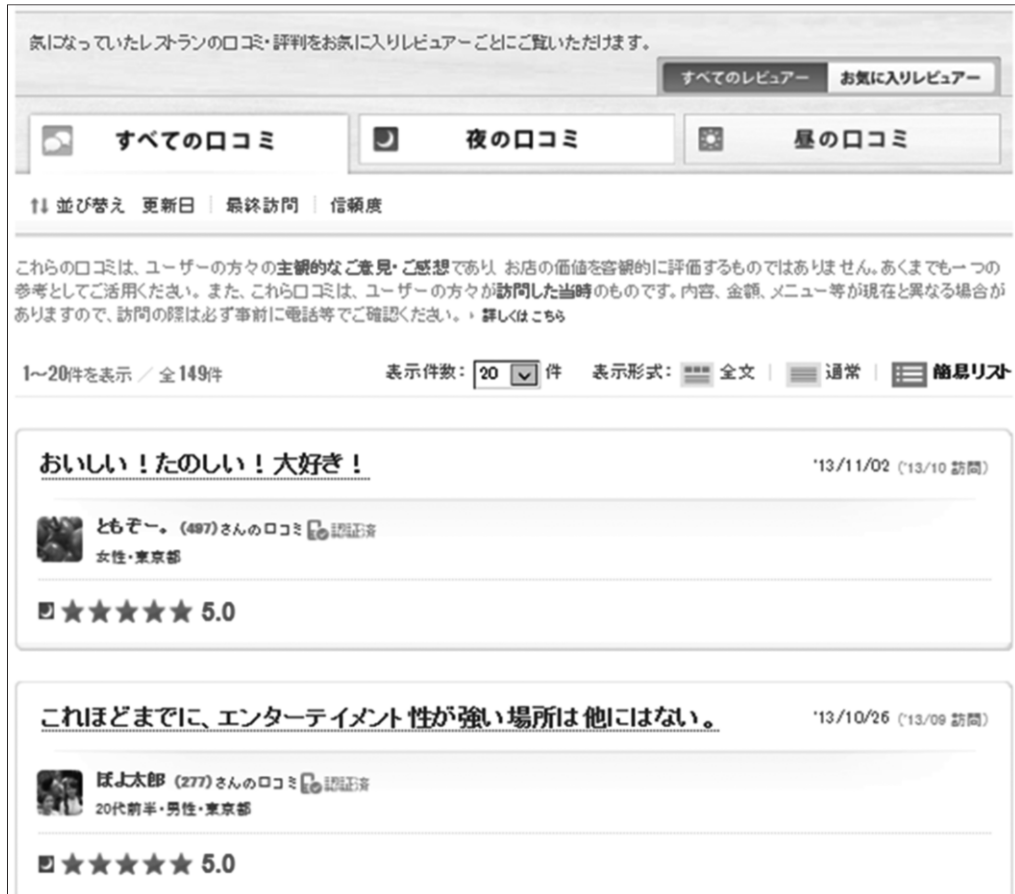 気になっていたレストランの口コミ・評判をお気に入りレビュアーごとにご覧いただけます。
すべてのレビュアー お気に入りレビュアー
すべての口コミ 夜の口コミ 昼の口コミ
↑↓ 並び替え 更新日 | 最終訪問 | 信頼度
これらの口コミは、ユーザーの方々の主観的なご意見・ご感想であり、お店の価値を客観的に評価するものではありません。あくまでも一つの
参考としてご活用ください。また、これら口コミは、ユーザーの方々が訪問した当時のものです。内容、金額、メニュー等が現在と異なる場合が
ありますので、訪問の際は必ず事前に電話等でご確認ください。 › 詳しくはこちら
1～20件を表示 ／ 全149件 表示件数： 20 件 表示形式： 全文 | 通常 | 簡易リスト
おいしい！たのしい！大好き！ '13/11/02 ('13/10 訪問)
ともぞー。 (497)さんの口コミ 認証済
女性・東京都
★★★★★ 5.0
これほどまでに、エンターテイメント性が強い場所は他にはない。 '13/10/26 ('13/09 訪問)
ぽよ太郎 (277)さんの口コミ 認証済
20代前半・男性・東京都
★★★★★ 5.0